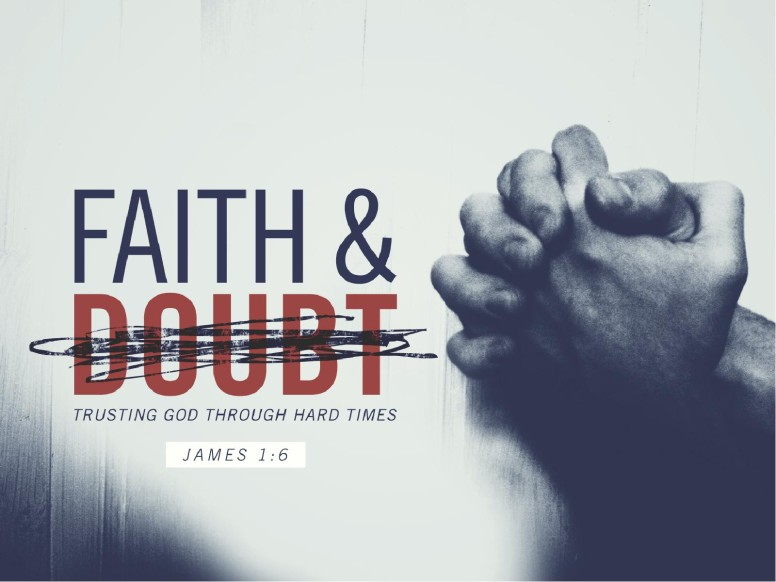 FAITH &
DOUBT
TRUSTING GOD THROUGH HARD TIMES
JAMES 1:6